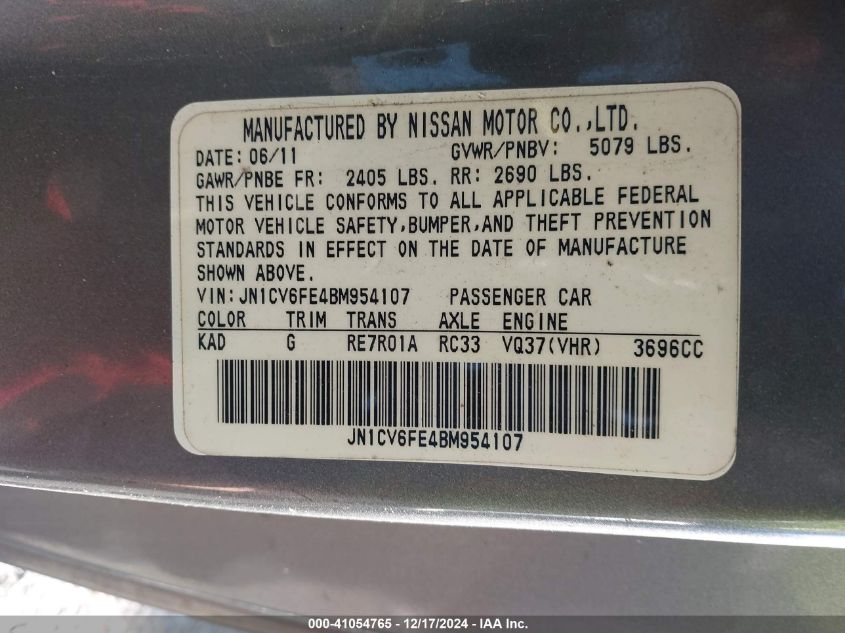 MANUFACTURED BY NISSAN MOTOR CO.,LTD.
DATE: 06/11 GVWR/PNBV: 5079 LBS.
GAWR/PNBE FR: 2405 LBS. RR: 2690 LBS.
THIS VEHICLE CONFORMS TO ALL APPLICABLE FEDERAL
MOTOR VEHICLE SAFETY,BUMPER,AND THEFT PREVENTION
STANDARDS IN EFFECT ON THE DATE OF MANUFACTURE
SHOWN ABOVE.
VIN: JN1CV6FE4BM954107 PASSENGER CAR
COLOR TRIM TRANS AXLE ENGINE
KAD G RE7R01A RC33 VQ37(VHR) 3696CC
JN1CV6FE4BM954107
000-41054765 - 12/17/2024 - IAA Inc.